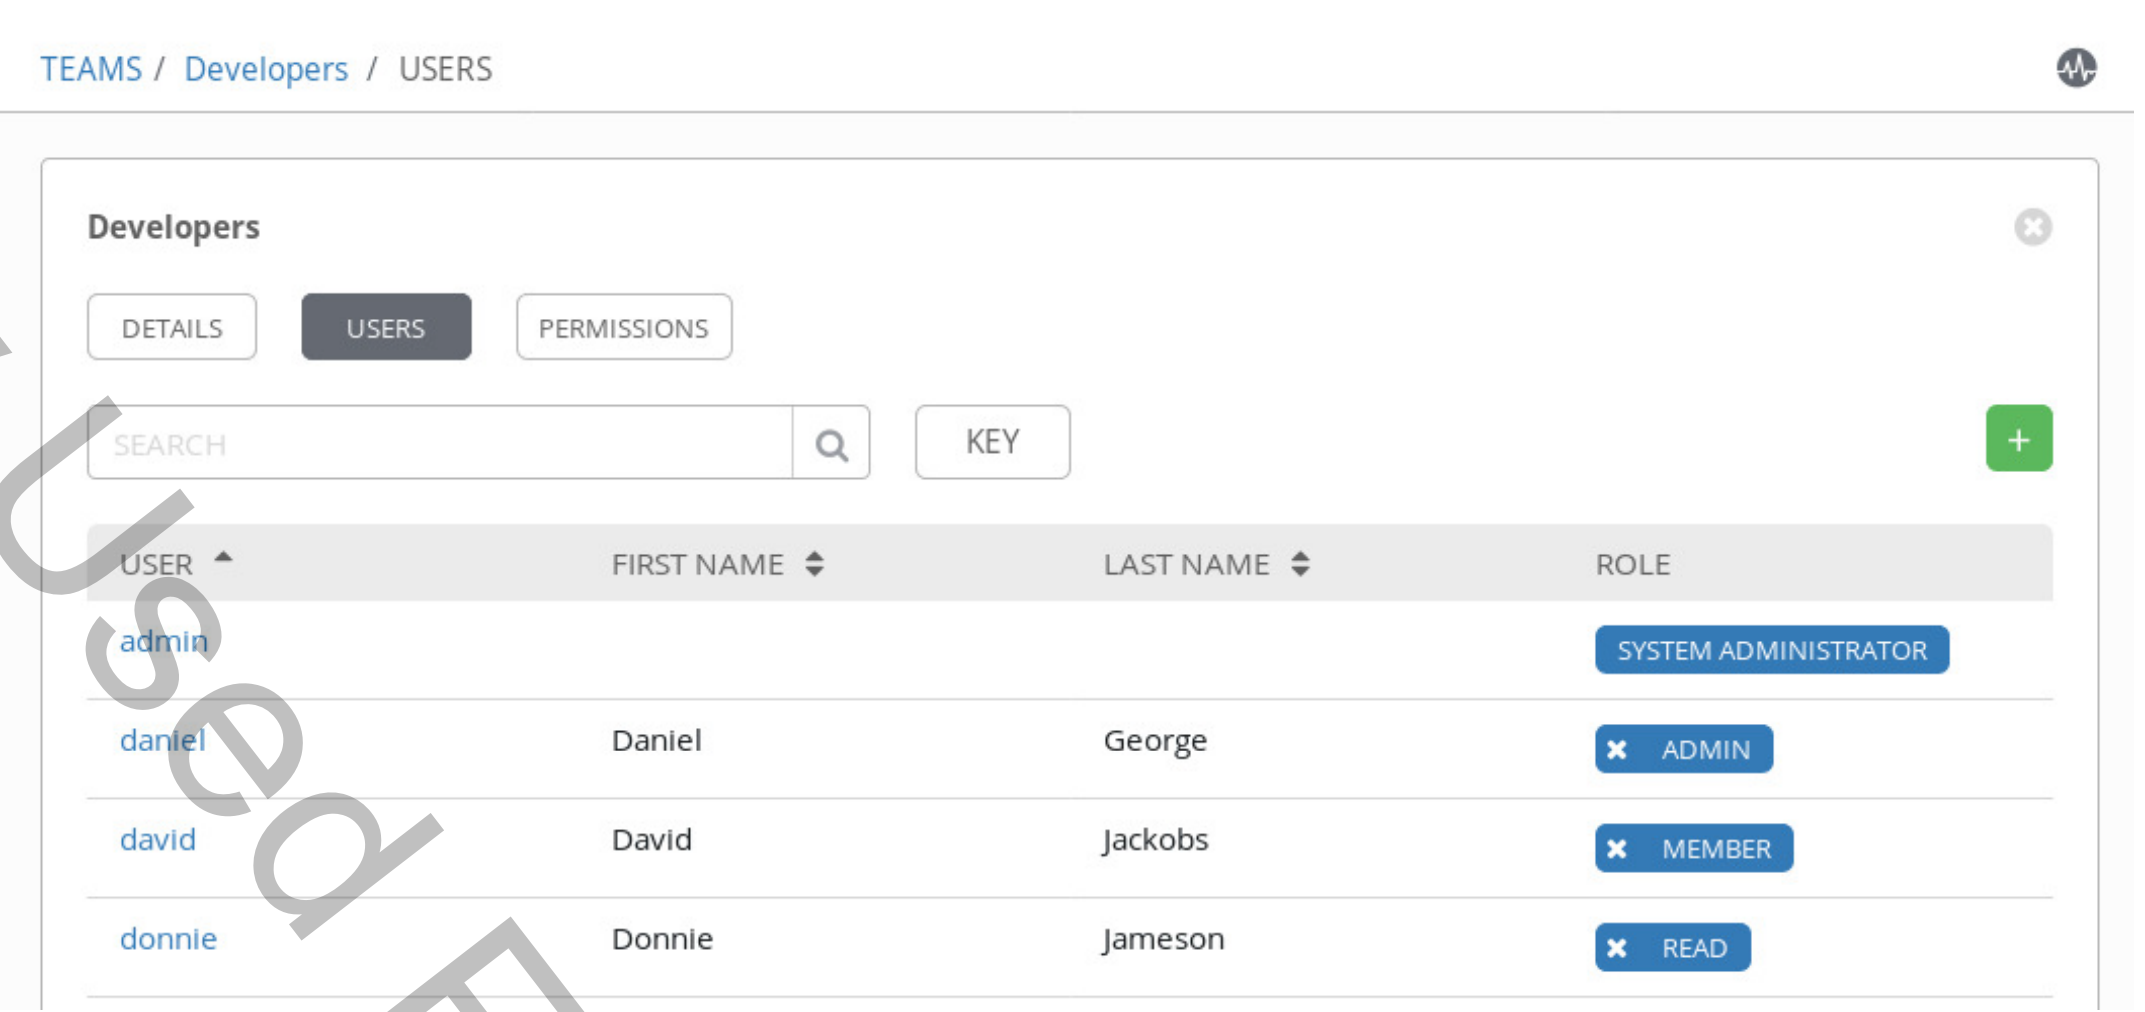 TEAMS / Developers / USERS
Developers
DETAILS USERS PERMISSIONS
SEARCH KEY +
USER FIRST NAME LAST NAME ROLE
admin SYSTEM ADMINISTRATOR
daniel Daniel George ADMIN
david David Jackobs MEMBER
donnie Donnie Jameson READ
Used